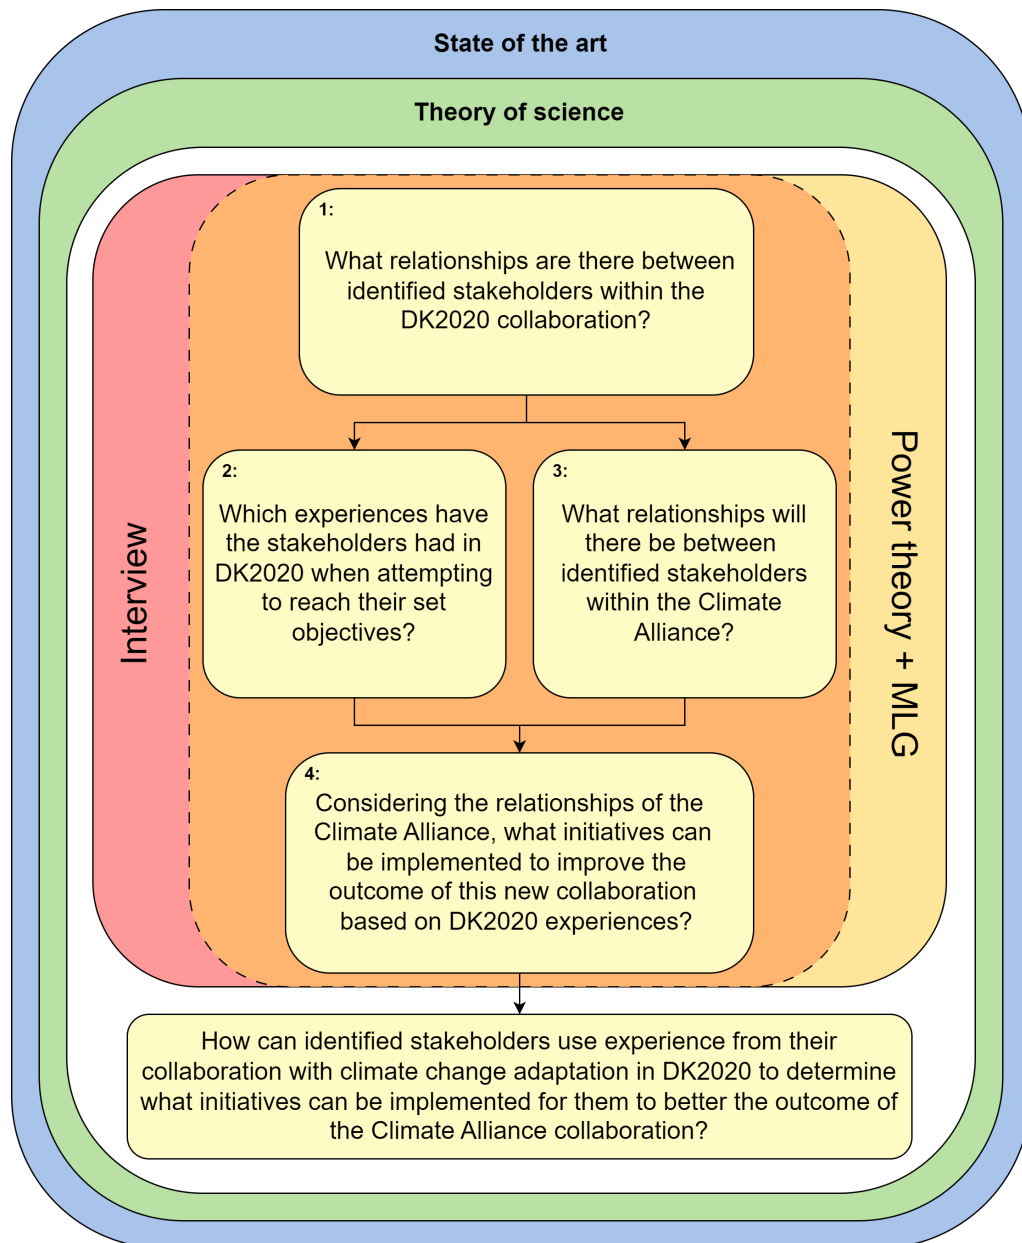 State of the art
Theory of science
1:
What relationships are there between
identified stakeholders within the
DK2020 collaboration?
2:
Which experiences have
the stakeholders had in
DK2020 when attempting
to reach their set
objectives?
3:
What relationships will
there be between
identified stakeholders
within the Climate
Alliance?
Interview
Power theory + MLG
4:
Considering the relationships of the
Climate Alliance, what initiatives can
be implemented to improve the
outcome of this new collaboration
based on DK2020 experiences?
How can identified stakeholders use experience from their
collaboration with climate change adaptation in DK2020 to determine
what initiatives can be implemented for them to better the outcome of
the Climate Alliance collaboration?